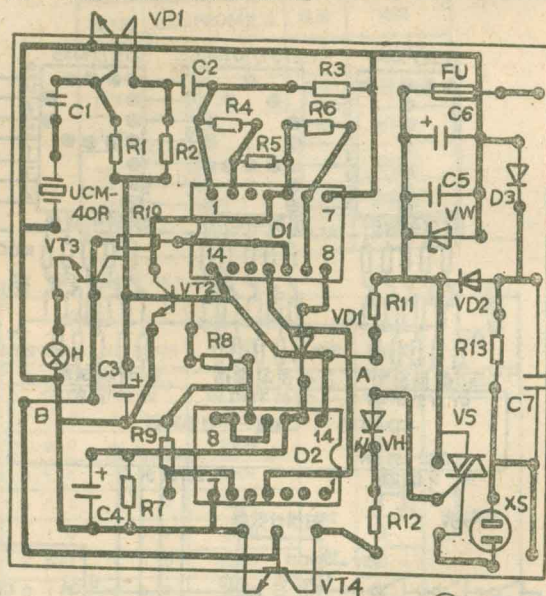 VP1
C2
R3
FU
C1
R4
R6
C6
+
R1
R2
R5
C5
D3
UCM-
40R
R10
1
7
VW
D1
VT3
14
8
VT2
VD1
R11
VD2
R8
H
A
R13
C3
+
B
R9
8
14
VH
VS
C7
D2
+
C4
R7
7
1
R12
XS
VT4